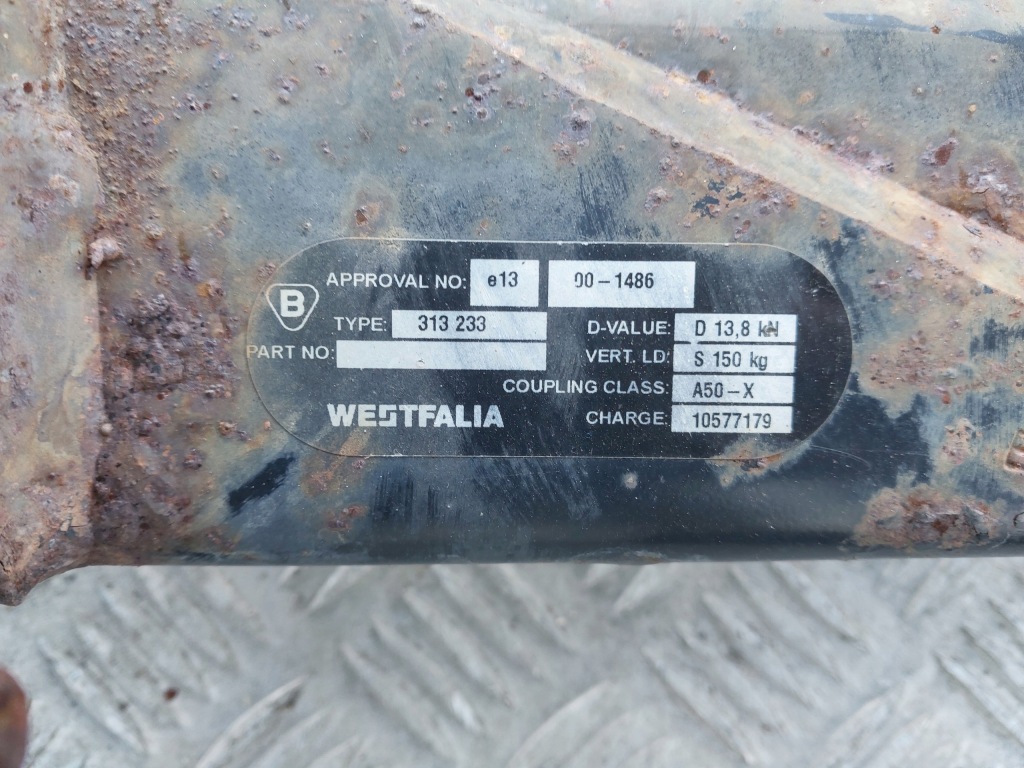 APPROVAL NO: e13 00-1486
B
TYPE: 313 233
D-VALUE: D 13,8 kN
PART NO:
VERT. LD: S 150 kg
COUPLING CLASS: A50-X
WESTFALIA
CHARGE: 10577179